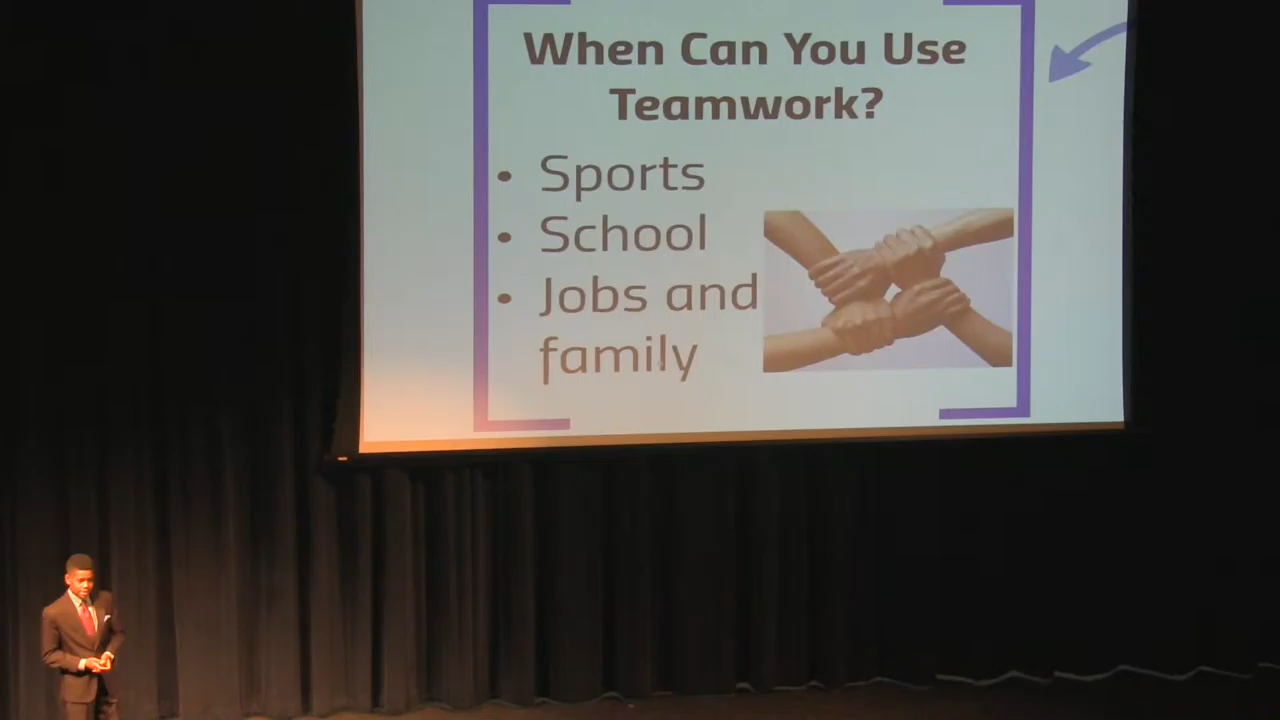 When Can You Use
Teamwork?
• Sports
• School
• Jobs and
family